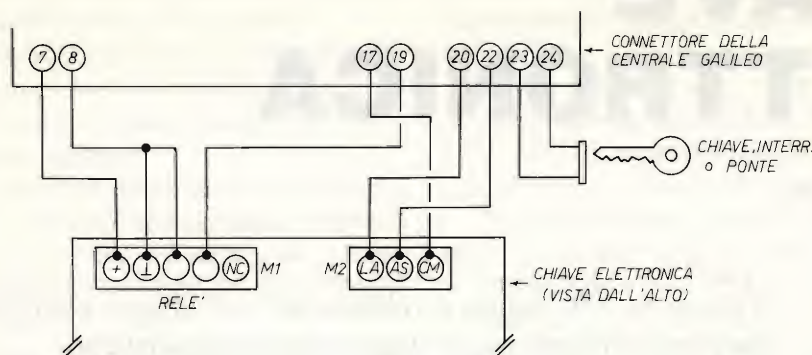 TTRONICA
7 8 17 19 20 22 23 24
CONNETTORE DELLA
CENTRALE GALILEO
CHIAVE, INTERR.
o PONTE
+ ⊥ NC M1
RELE'
M2 LA AS CM
CHIAVE ELETTRONICA
(VISTA DALL'ALTO)